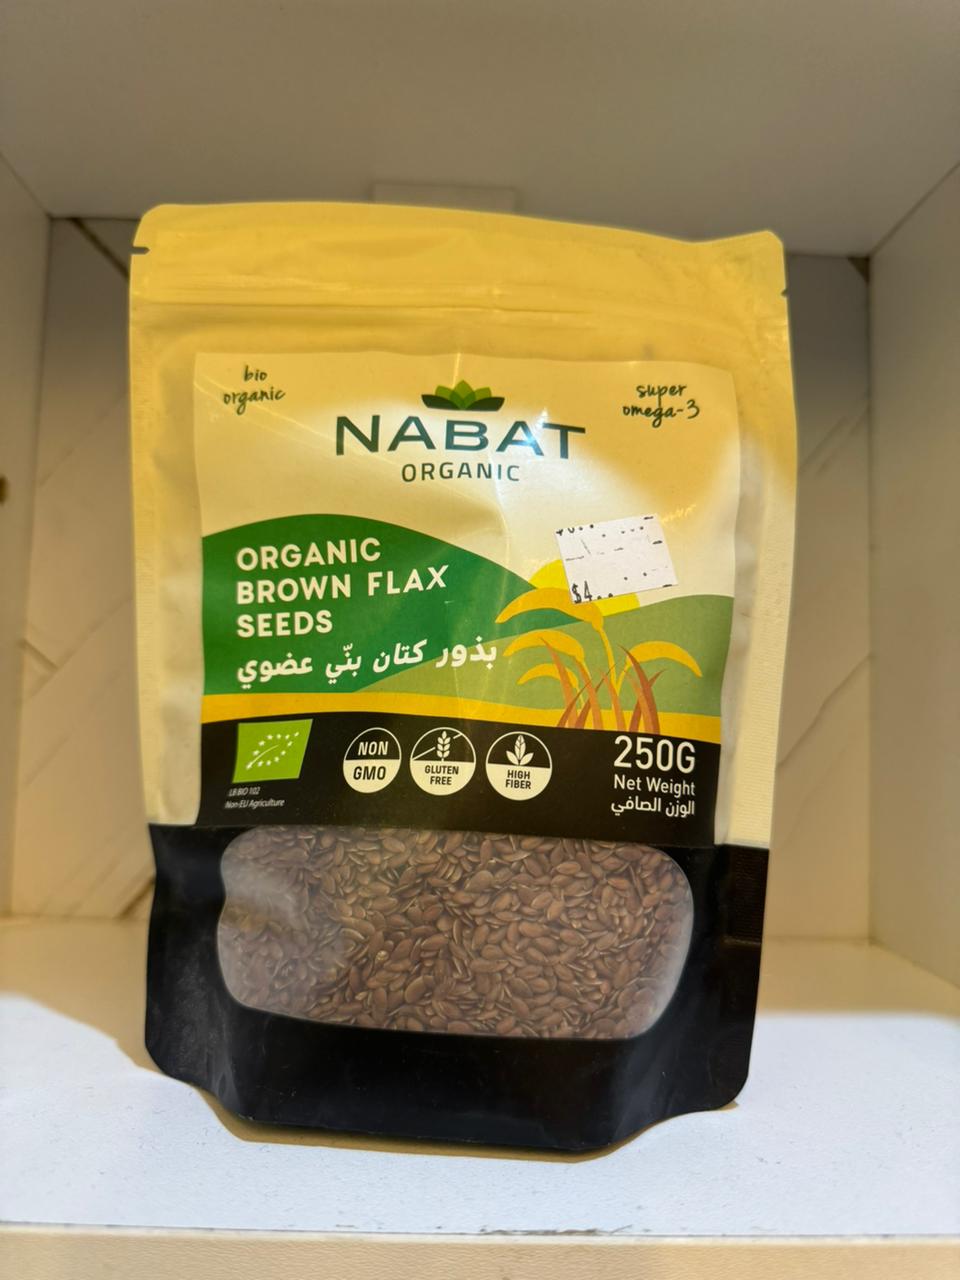 bio
organic
super
omega-3
NABAT
ORGANIC
ORGANIC
BROWN FLAX
SEEDS
بذور كتان بنّي عضوي
$4
LB BIO 102
Non-EU Agriculture
NON
GMO
GLUTEN
FREE
HIGH
FIBER
250G
Net Weight
الوزن الصافي